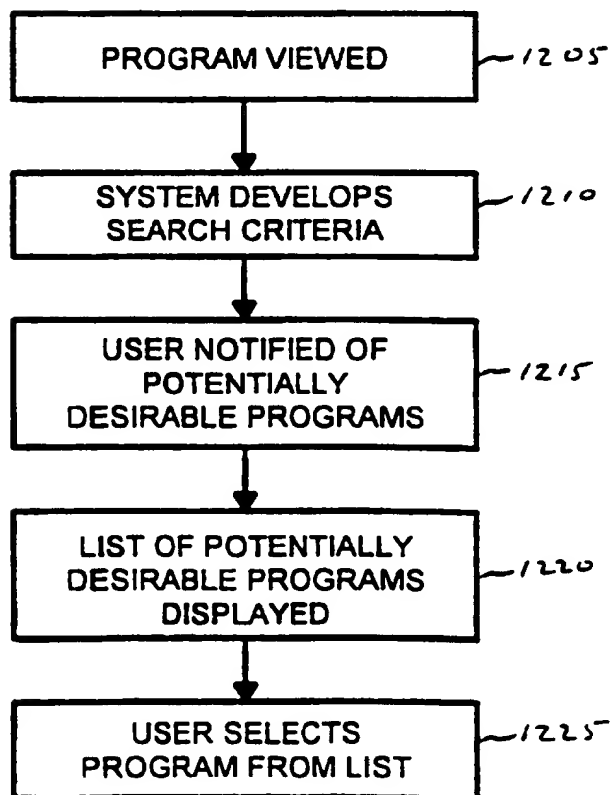 PROGRAM VIEWED
1205
SYSTEM DEVELOPS
SEARCH CRITERIA
1210
USER NOTIFIED OF
POTENTIALLY
DESIRABLE PROGRAMS
1215
LIST OF POTENTIALLY
DESIRABLE PROGRAMS
DISPLAYED
1220
USER SELECTS
PROGRAM FROM LIST
1225